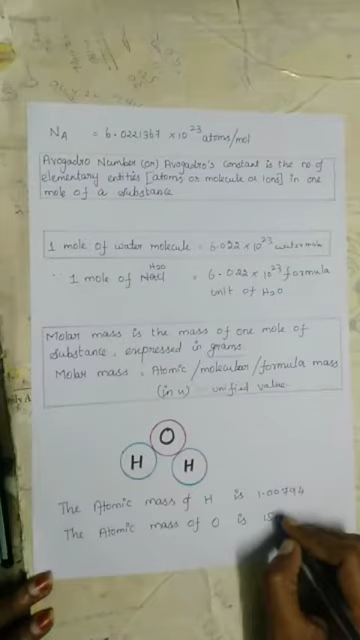 N_A = 6.0221367 ×10^23 atoms/mol
Avogadro Number (or) Avogadro's constant is the no of
elementary entities [atoms or molecule or ions] in one
mole of a substance
1 mole of water molecule = 6.022 × 10^23 water mole
H2O
1 mole of NaCl = 6.022 × 10^23 formula
unit of H2O
Molar mass is the mass of one mole of
substance, expressed in grams.
Molar mass = Atomic / molecular / formula mass
(in u) unified value.
O
H H
The Atomic mass of H is 1.00794
The Atomic mass of O is 15